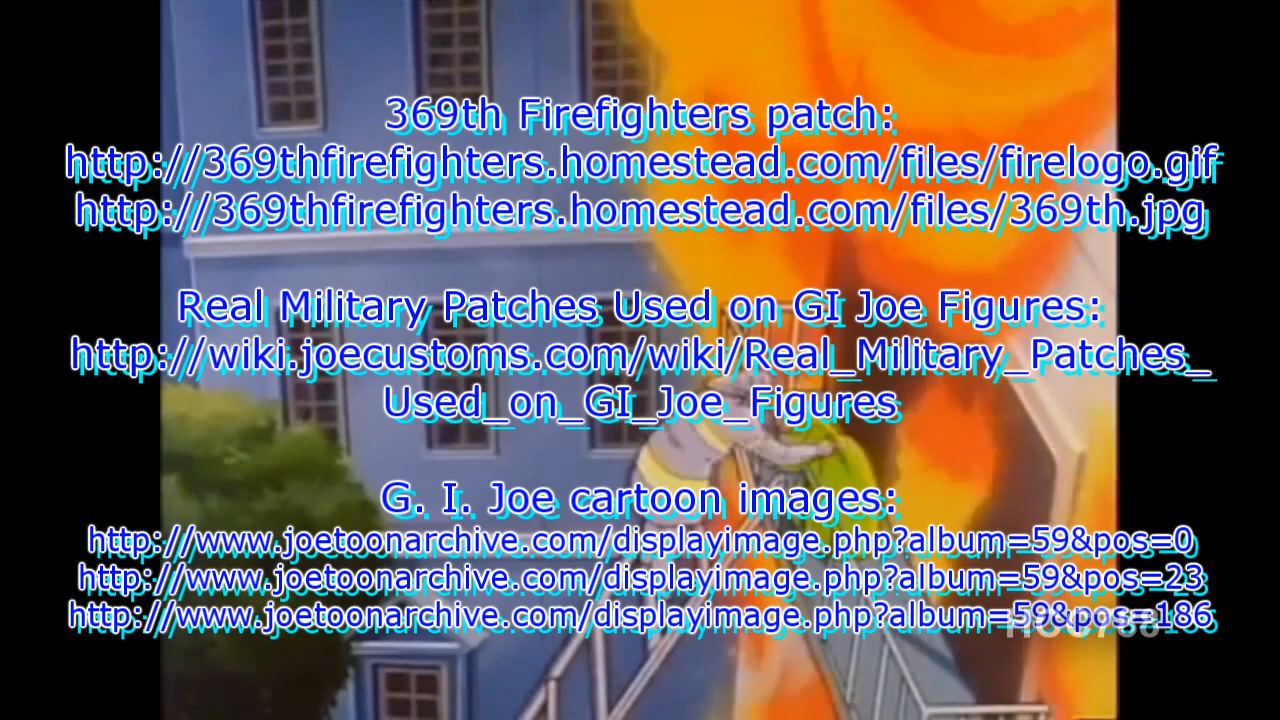 369th Firefighters patch:
http://369thfirefighters.homestead.com/files/firelogo.gif
http://369thfirefighters.homestead.com/files/369th.jpg
Real Military Patches Used on GI Joe Figures:
http://wiki.joecustoms.com/wiki/Real_Military_Patches_
Used_on_GI_Joe_Figures
G. I. Joe cartoon images:
http://www.joetoonarchive.com/displayimage.php?album=59&pos=0
http://www.joetoonarchive.com/displayimage.php?album=59&pos=23
http://www.joetoonarchive.com/displayimage.php?album=59&pos=186